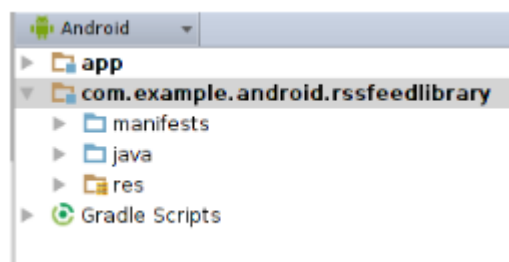 Android
app
com.example.android.rssfeedlibrary
manifests
java
res
Gradle Scripts